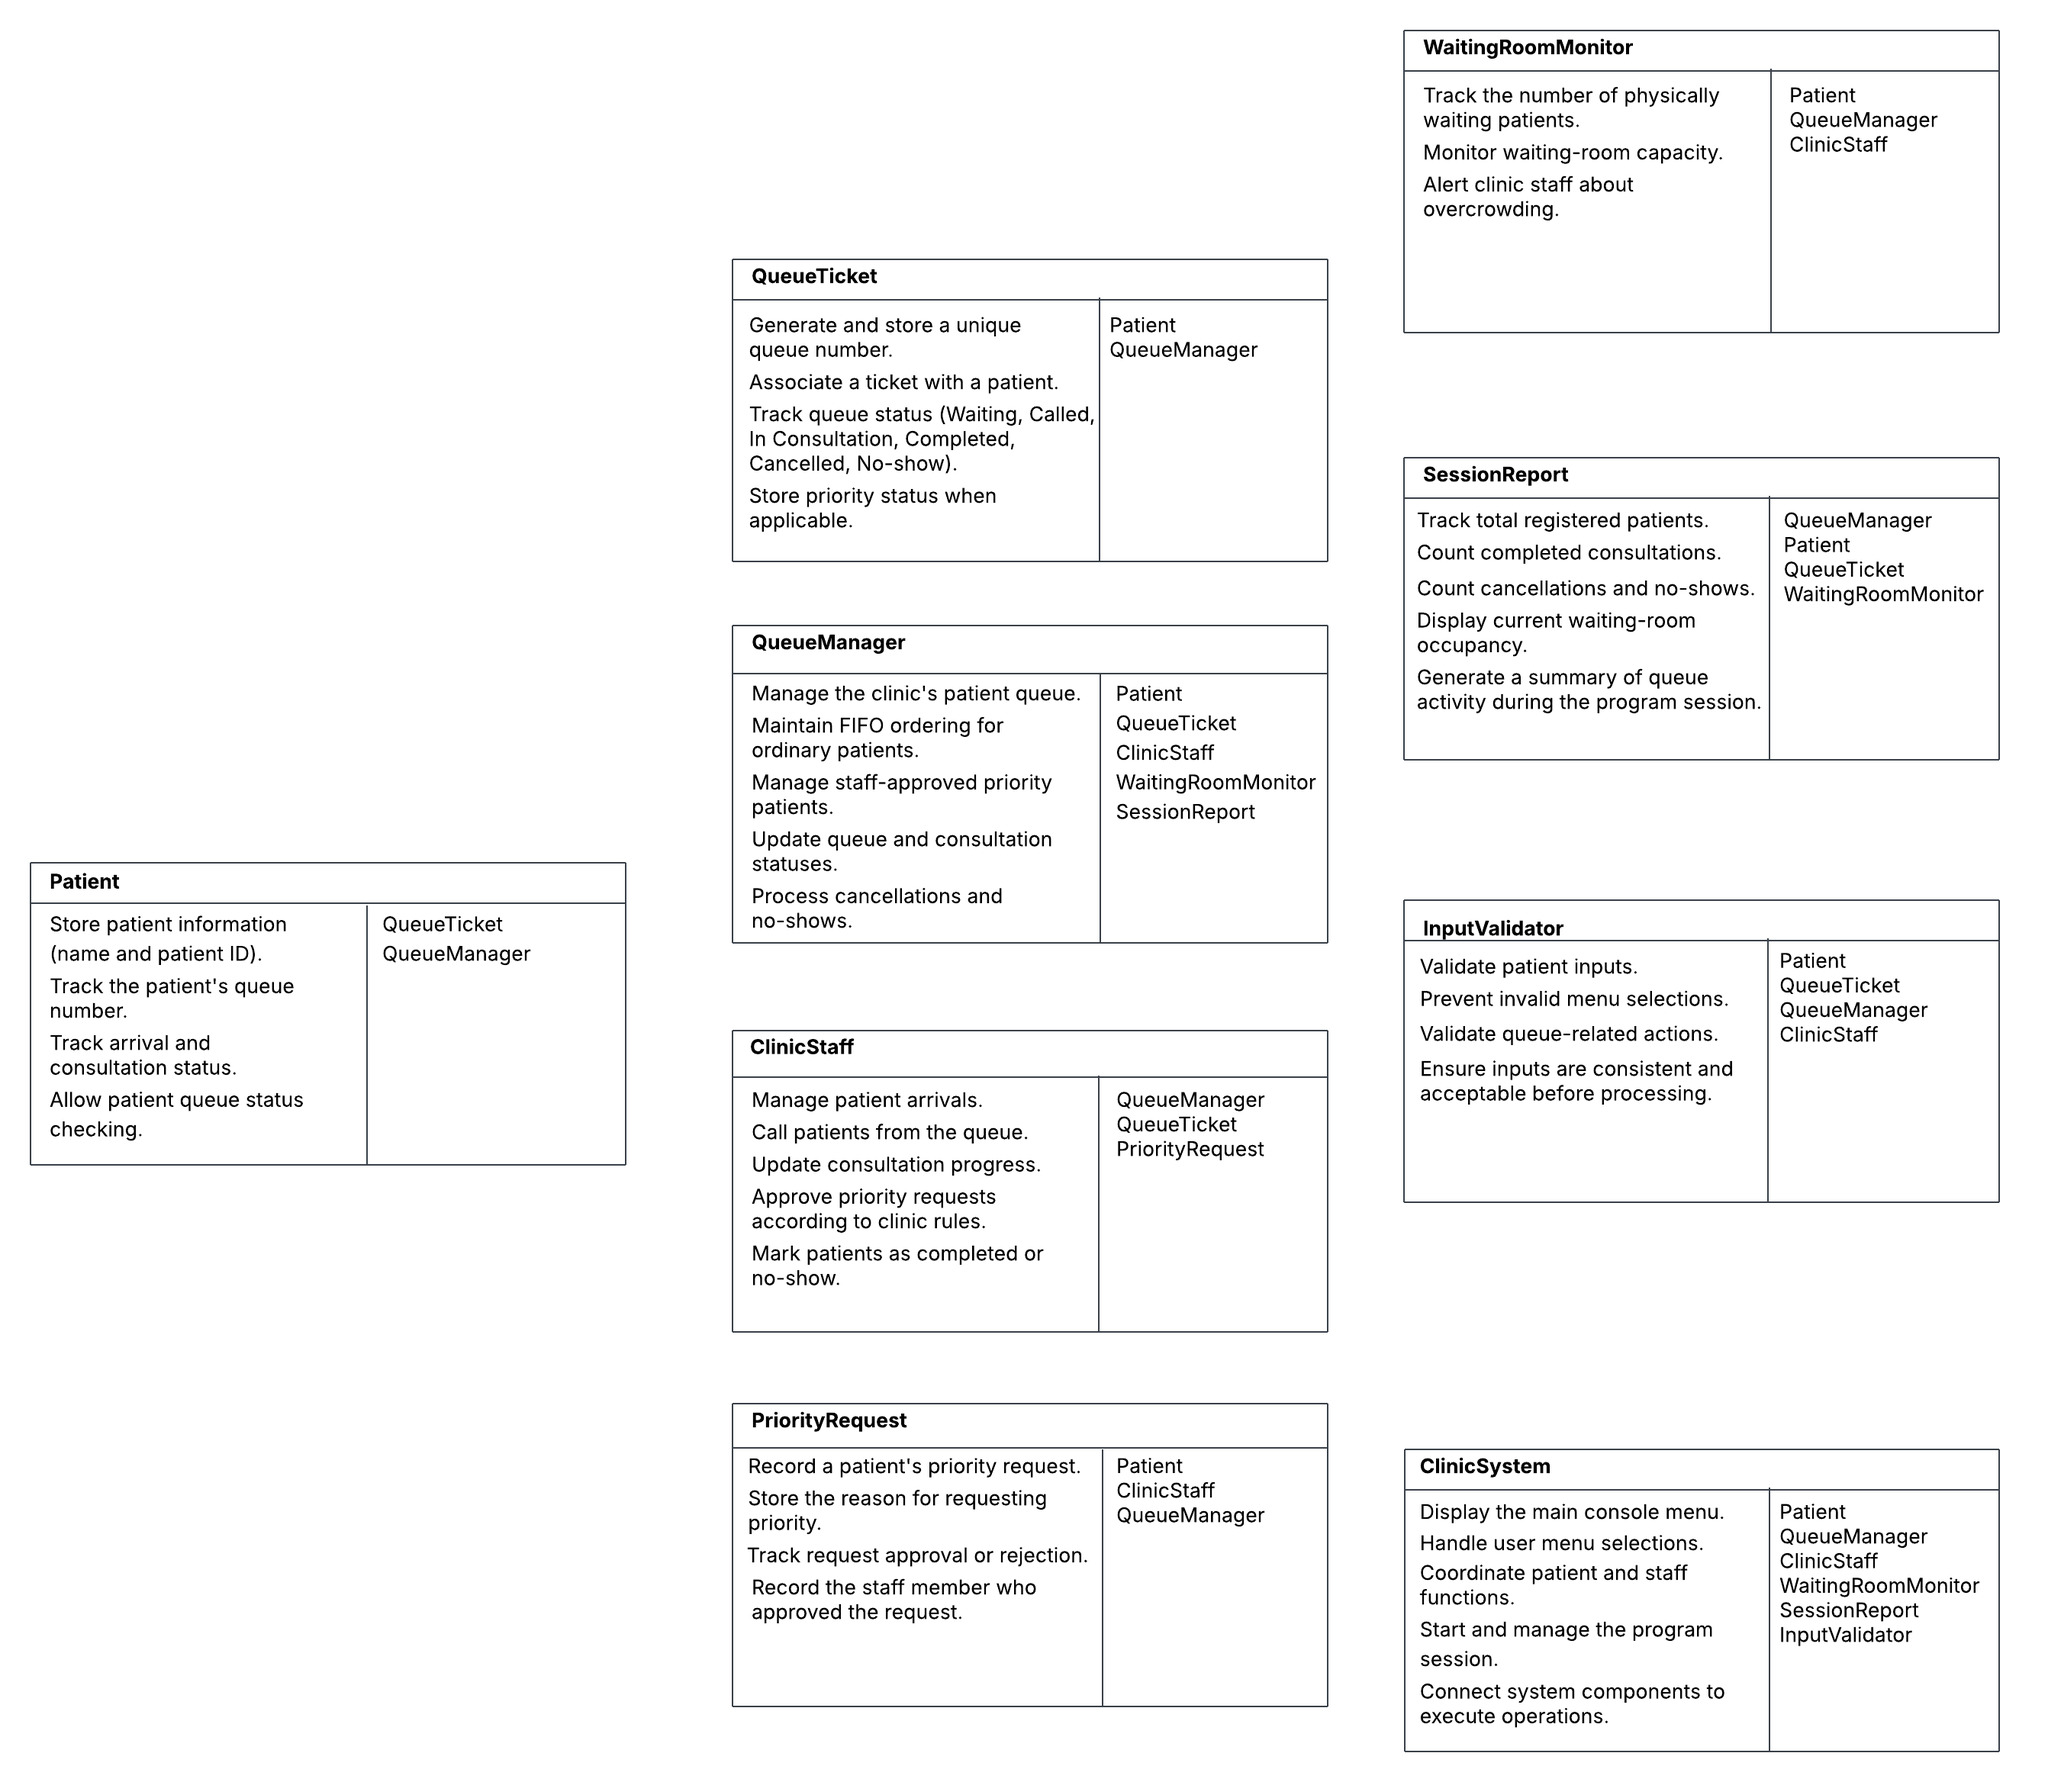 WaitingRoomMonitor
Track the number of physically
waiting patients.
Monitor waiting-room capacity.
Alert clinic staff about
overcrowding.
Patient
QueueManager
ClinicStaff
QueueTicket
Generate and store a unique
queue number.
Associate a ticket with a patient.
Track queue status (Waiting, Called,
In Consultation, Completed,
Cancelled, No-show).
Store priority status when
applicable.
Patient
QueueManager
SessionReport
Track total registered patients.
Count completed consultations.
Count cancellations and no-shows.
Display current waiting-room
occupancy.
Generate a summary of queue
activity during the program session.
QueueManager
Patient
QueueTicket
WaitingRoomMonitor
QueueManager
Manage the clinic's patient queue.
Maintain FIFO ordering for
ordinary patients.
Manage staff-approved priority
patients.
Update queue and consultation
statuses.
Process cancellations and
no-shows.
Patient
QueueTicket
ClinicStaff
WaitingRoomMonitor
SessionReport
Patient
Store patient information
(name and patient ID).
Track the patient's queue
number.
Track arrival and
consultation status.
Allow patient queue status
checking.
QueueTicket
QueueManager
InputValidator
Validate patient inputs.
Prevent invalid menu selections.
Validate queue-related actions.
Ensure inputs are consistent and
acceptable before processing.
Patient
QueueTicket
QueueManager
ClinicStaff
ClinicStaff
Manage patient arrivals.
Call patients from the queue.
Update consultation progress.
Approve priority requests
according to clinic rules.
Mark patients as completed or
no-show.
QueueManager
QueueTicket
PriorityRequest
PriorityRequest
Record a patient's priority request.
Store the reason for requesting
priority.
Track request approval or rejection.
Record the staff member who
approved the request.
Patient
ClinicStaff
QueueManager
ClinicSystem
Display the main console menu.
Handle user menu selections.
Coordinate patient and staff
functions.
Start and manage the program
session.
Connect system components to
execute operations.
Patient
QueueManager
ClinicStaff
WaitingRoomMonitor
SessionReport
InputValidator